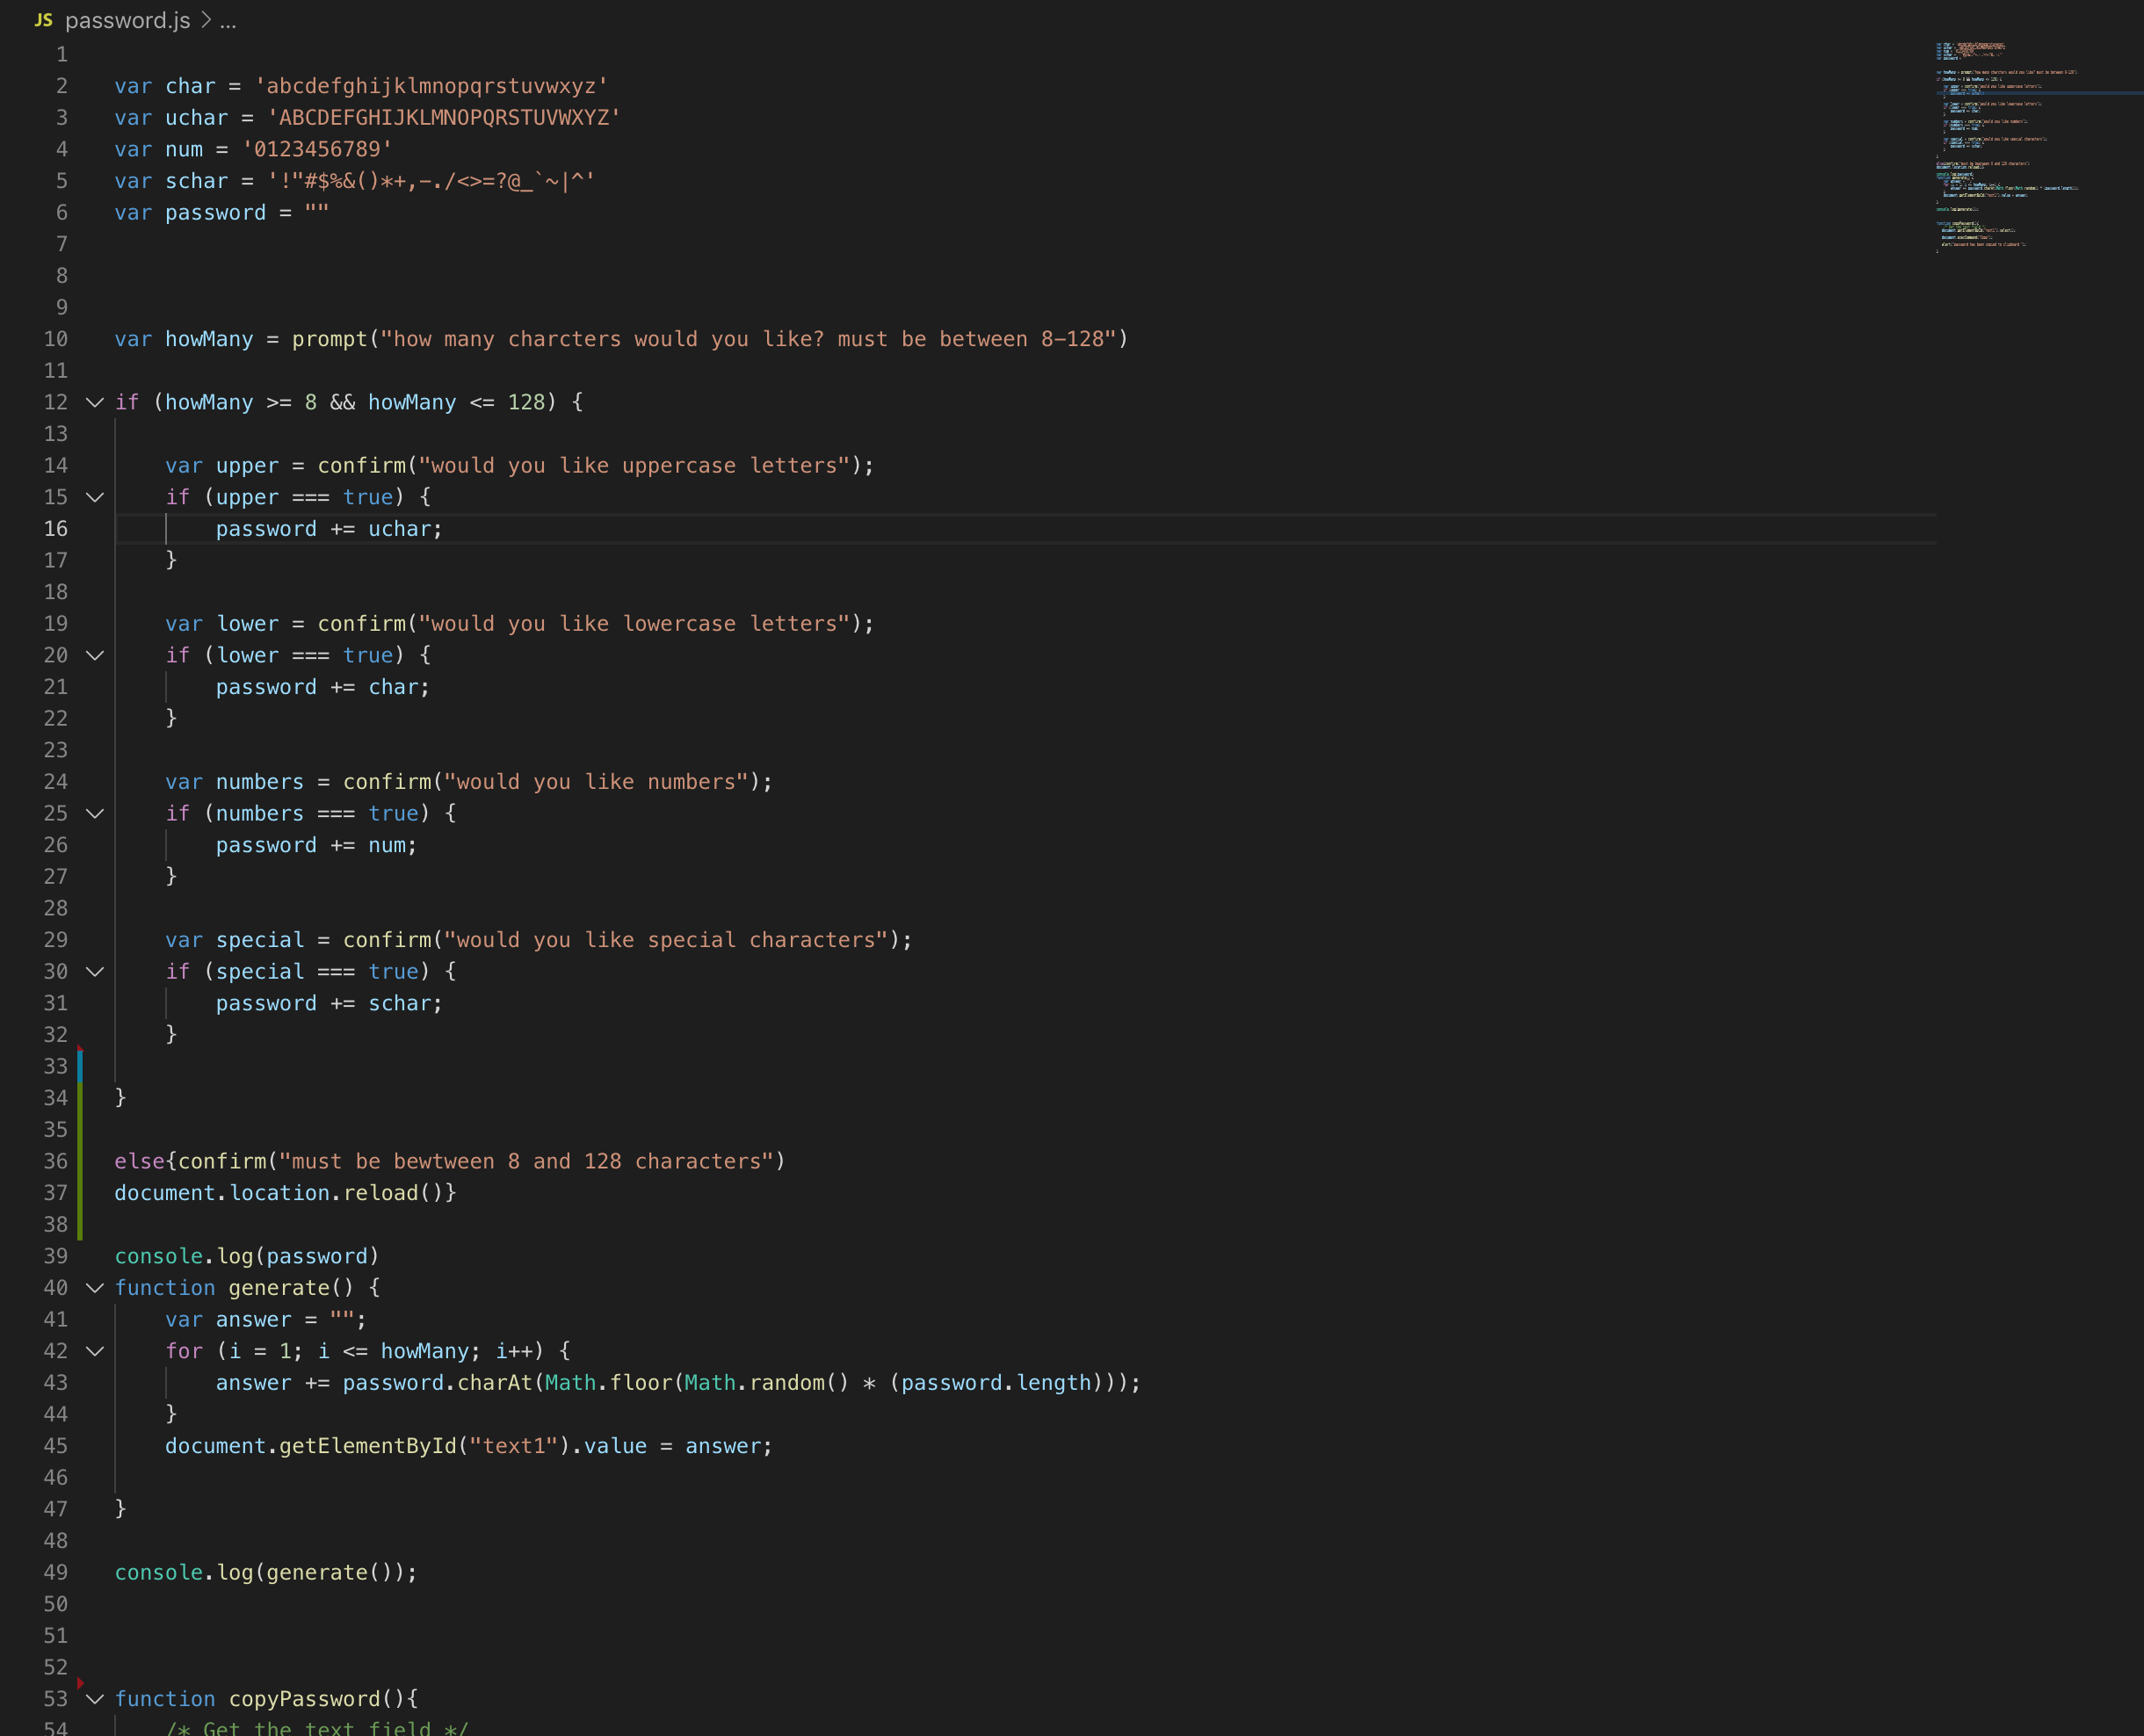 JS password.js > ...
1
2 var char = 'abcdefghijklmnopqrstuvwxyz'
3 var uchar = 'ABCDEFGHIJKLMNOPQRSTUVWXYZ'
4 var num = '0123456789'
5 var schar = '!"#$%&()*+,-./<>=?@_`~|^'
6 var password = ""
7
8
9
10 var howMany = prompt("how many charcters would you like? must be between 8-128")
11
12 if (howMany >= 8 && howMany <= 128) {
13
14 var upper = confirm("would you like uppercase letters");
15 if (upper === true) {
16 password += uchar;
17 }
18
19 var lower = confirm("would you like lowercase letters");
20 if (lower === true) {
21 password += char;
22 }
23
24 var numbers = confirm("would you like numbers");
25 if (numbers === true) {
26 password += num;
27 }
28
29 var special = confirm("would you like special characters");
30 if (special === true) {
31 password += schar;
32 }
33
34 }
35
36 else{confirm("must be bewtween 8 and 128 characters")
37 document.location.reload()}
38
39 console.log(password)
40 function generate() {
41 var answer = "";
42 for (i = 1; i <= howMany; i++) {
43 answer += password.charAt(Math.floor(Math.random() * (password.length)));
44 }
45 document.getElementById("text1").value = answer;
46
47 }
48
49 console.log(generate());
50
51
52
53 function copyPassword(){
54 /* Get the text field */